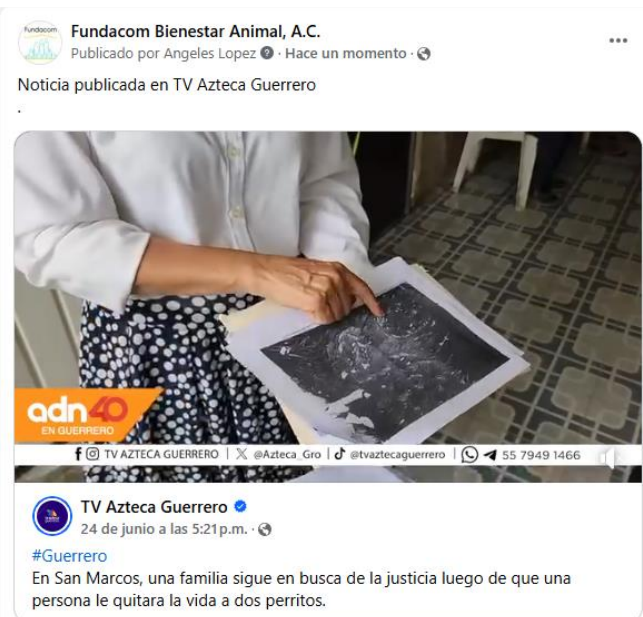 Fundacom Bienestar Animal, A.C.
Publicado por Angeles Lopez ? · Hace un momento ·
Noticia publicada en TV Azteca Guerrero
.
adn40
EN GUERRERO
TV AZTECA GUERRERO | @Azteca_Gro | @tvaztecaguerrero | 55 7949 1466
TV Azteca Guerrero
24 de junio a las 5:21 p.m. ·
#Guerrero
En San Marcos, una familia sigue en busca de la justicia luego de que una
persona le quitara la vida a dos perritos.